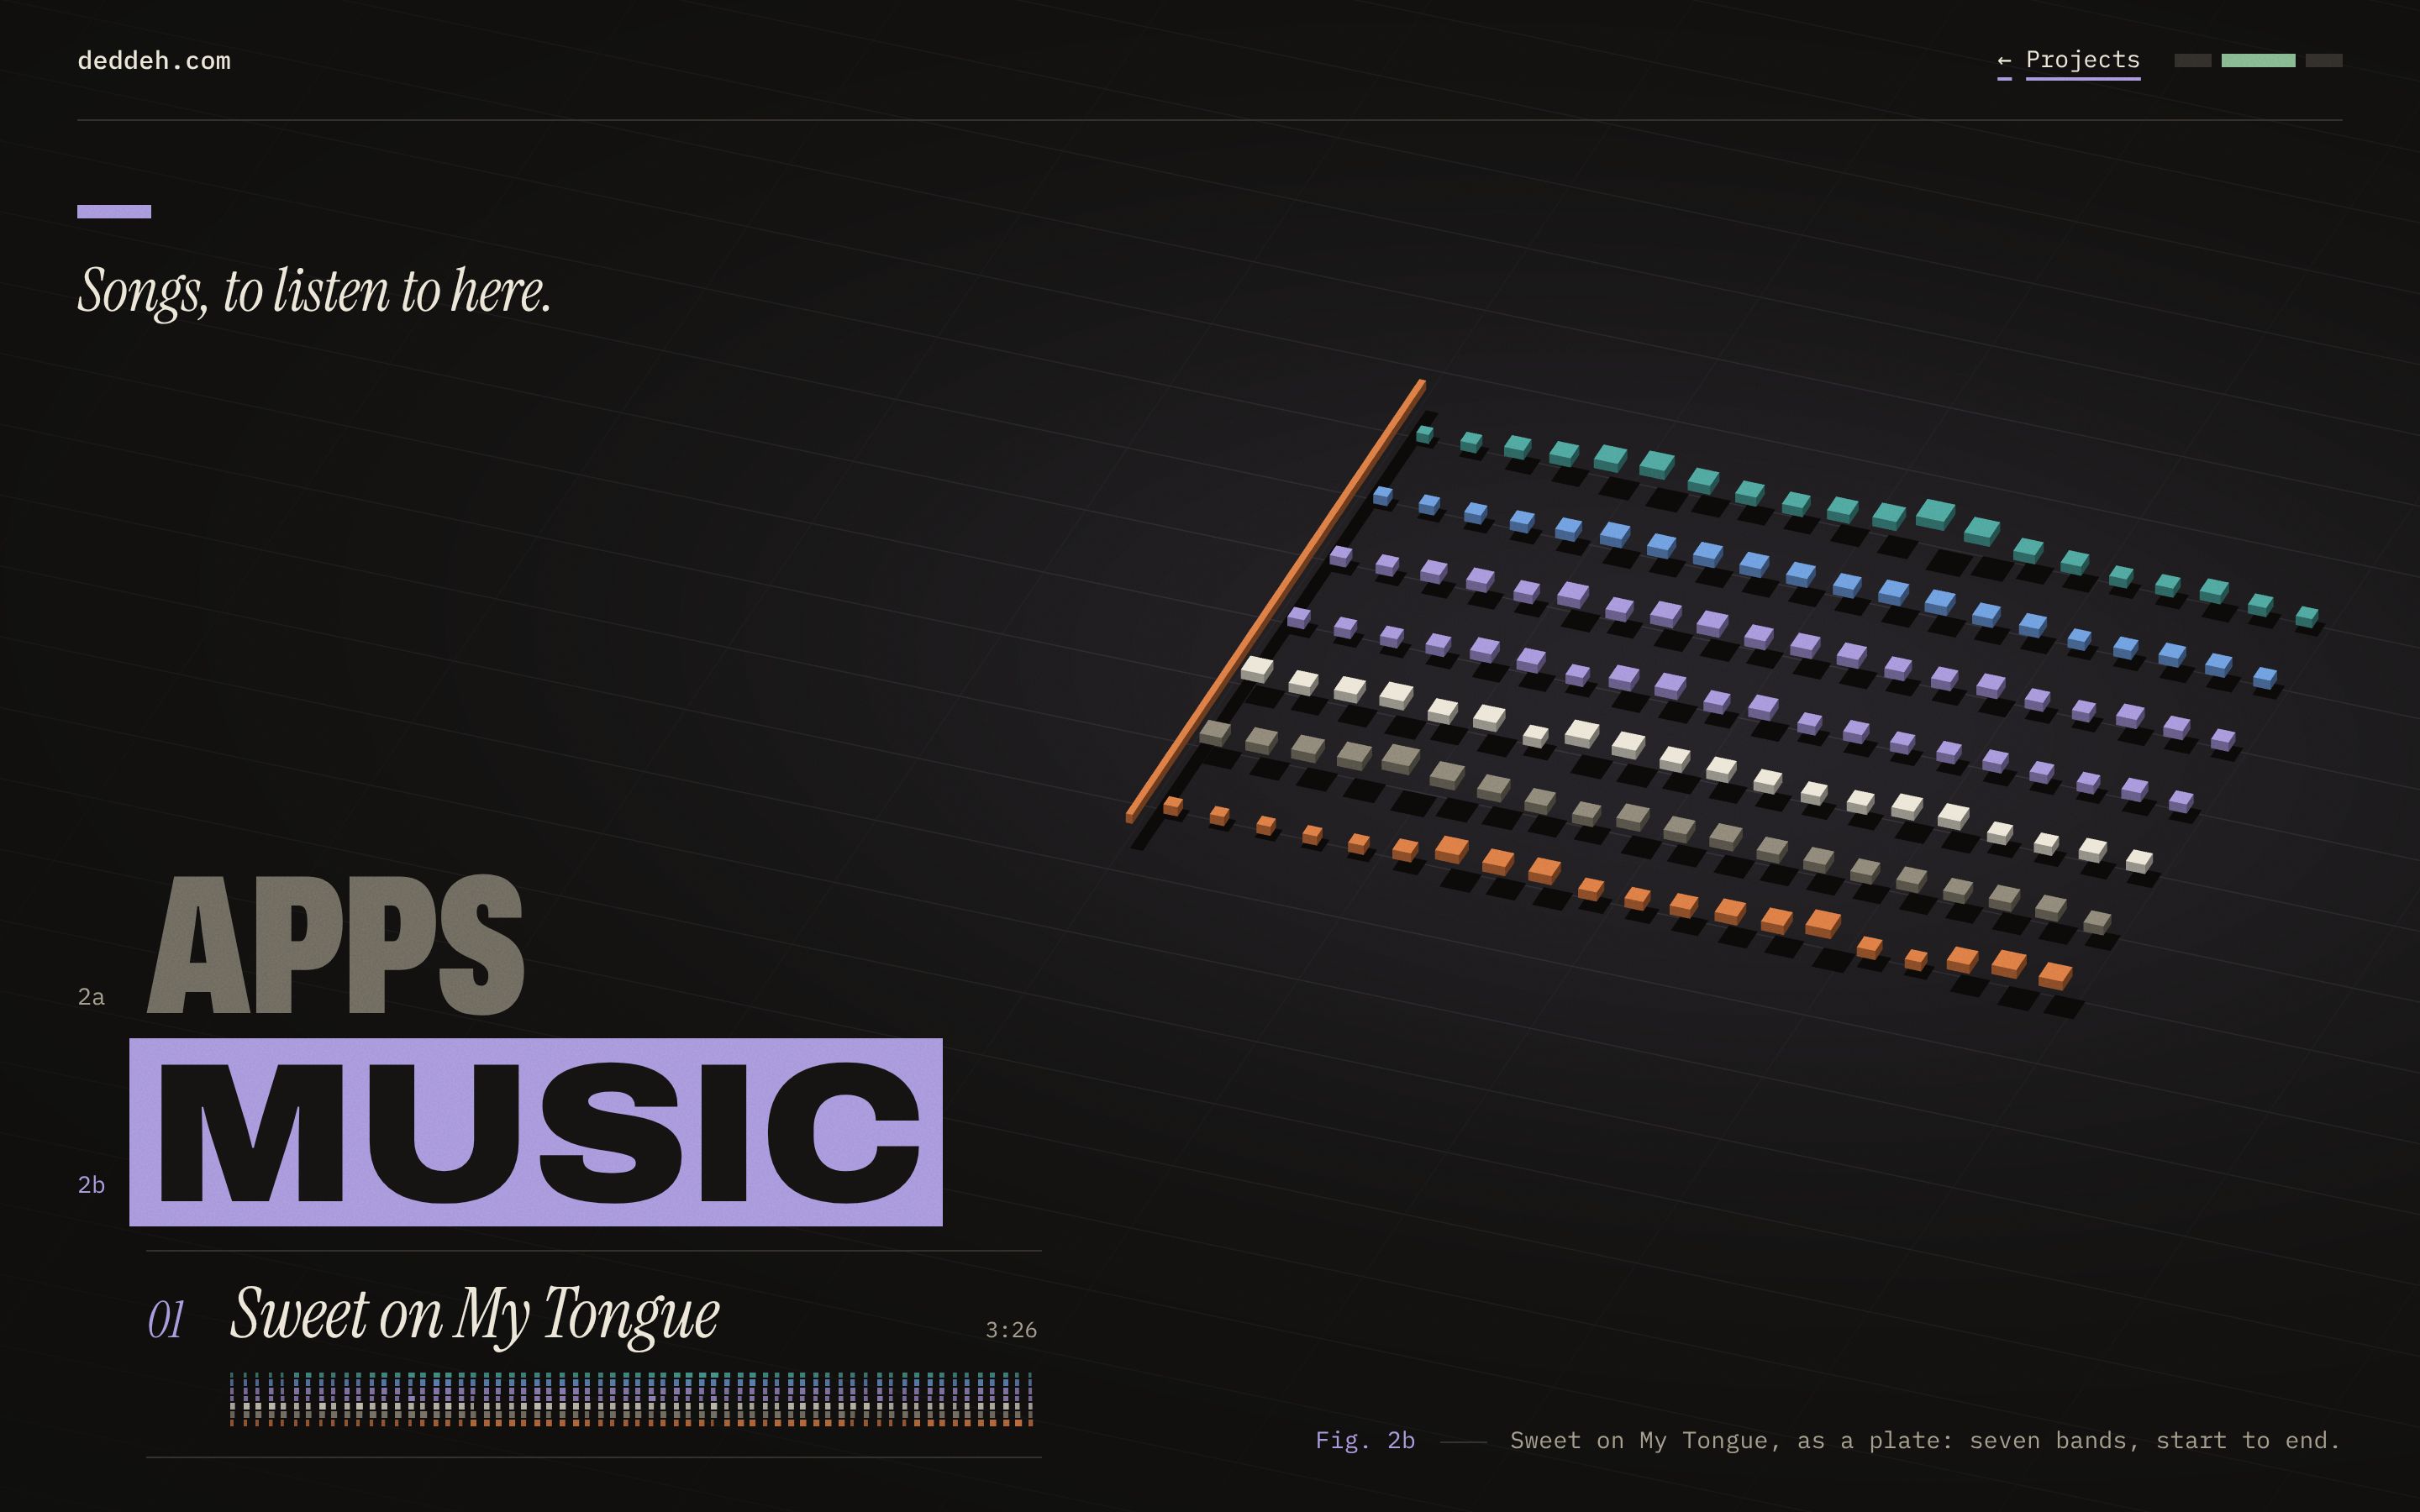 deddeh.com
← Projects
Songs, to listen to here.
2a APPS
2b MUSIC
01 Sweet on My Tongue 3:26
Fig. 2b Sweet on My Tongue, as a plate: seven bands, start to end.